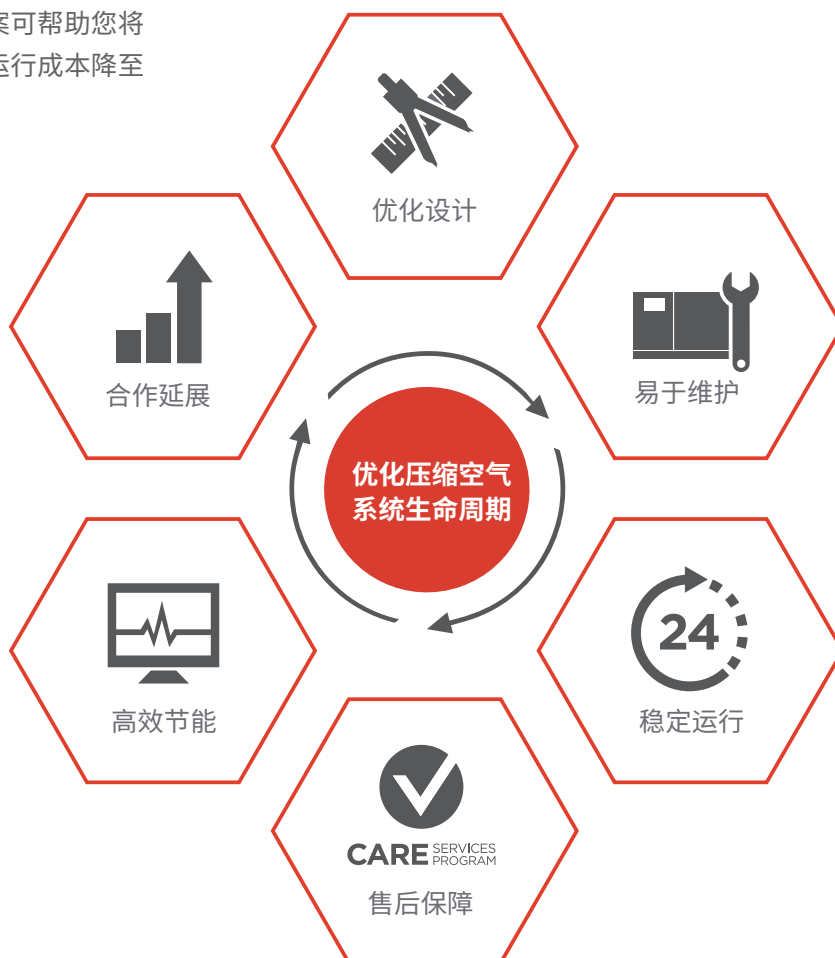 案可帮助您将
运行成本降至
优化设计
合作延展
易于维护
优化压缩空气
系统生命周期
高效节能
24
稳定运行
CARE SERVICES
PROGRAM
售后保障